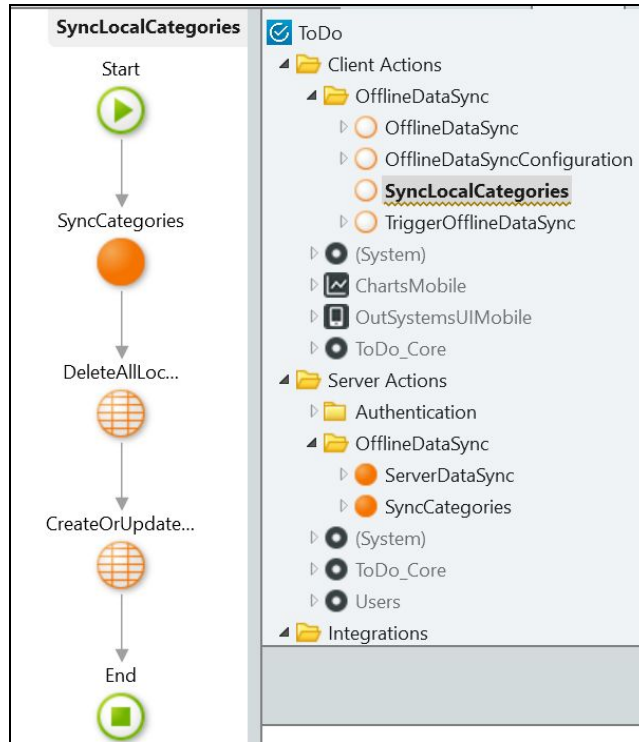 SyncLocalCategories
Start
SyncCategories
DeleteAllLoc...
CreateOrUpdate...
End
ToDo
Client Actions
OfflineDataSync
OfflineDataSync
OfflineDataSyncConfiguration
SyncLocalCategories
TriggerOfflineDataSync
(System)
ChartsMobile
OutSystemsUIMobile
ToDo_Core
Server Actions
Authentication
OfflineDataSync
ServerDataSync
SyncCategories
(System)
ToDo_Core
Users
Integrations